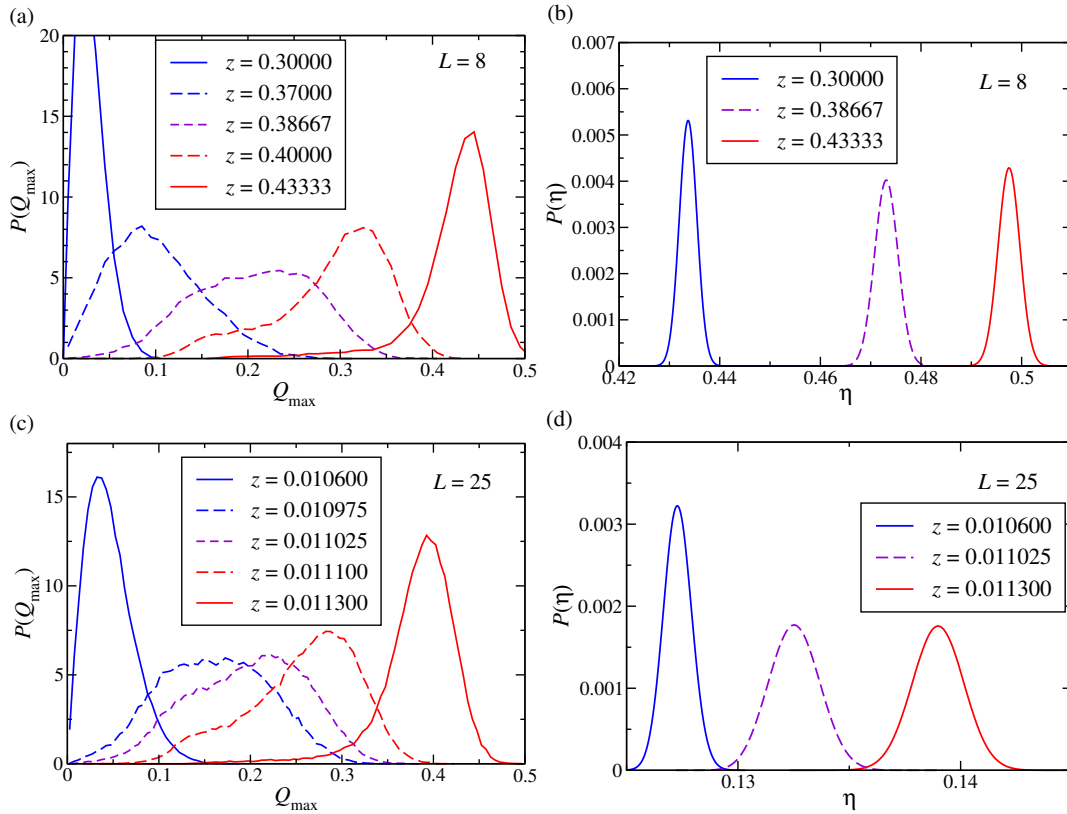 (a)
20
15
10
5
0
P(Q_max)
z = 0.30000
z = 0.37000
z = 0.38667
z = 0.40000
z = 0.43333
L = 8
0 0.1 0.2 0.3 0.4 0.5
Q_max
(b)
0.007
0.006
0.005
0.004
0.003
0.002
0.001
0
P(η)
z = 0.30000
z = 0.38667
z = 0.43333
L = 8
0.42 0.44 0.46 0.48 0.5
η
(c)
15
10
5
0
P(Q_max)
z = 0.010600
z = 0.010975
z = 0.011025
z = 0.011100
z = 0.011300
L = 25
0 0.1 0.2 0.3 0.4 0.5
Q_max
(d)
0.004
0.003
0.002
0.001
0
P(η)
L = 25
z = 0.010600
z = 0.011025
z = 0.011300
0.13 0.14
η